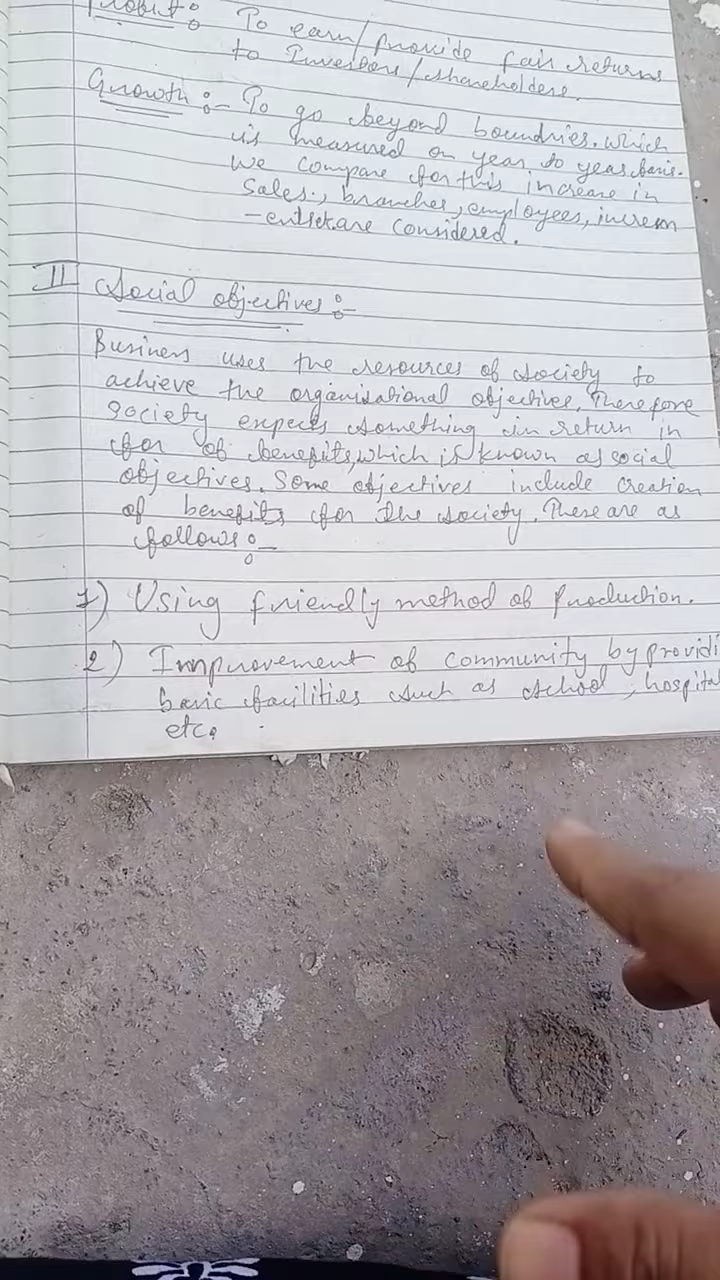 Profit :- To earn/provide fair returns
to Investors/shareholders.
Growth :- To go beyond boundries. which
is measured on year to year basis.
We compare for this increase in
Sales., branches, employees, increm
-entset.are Considered.
II Social objectives :-
Business uses the resources of society to
achieve the organisational objectives. Therefore
society expects something in return in
for of benefits, which is known as social
objectives. Some objectives include creation
of benefits for the society. These are as
follows :-
1) Using friendly method of Production.
2) Improvement of community by providi
basic facilities such as school, hospital
etc.